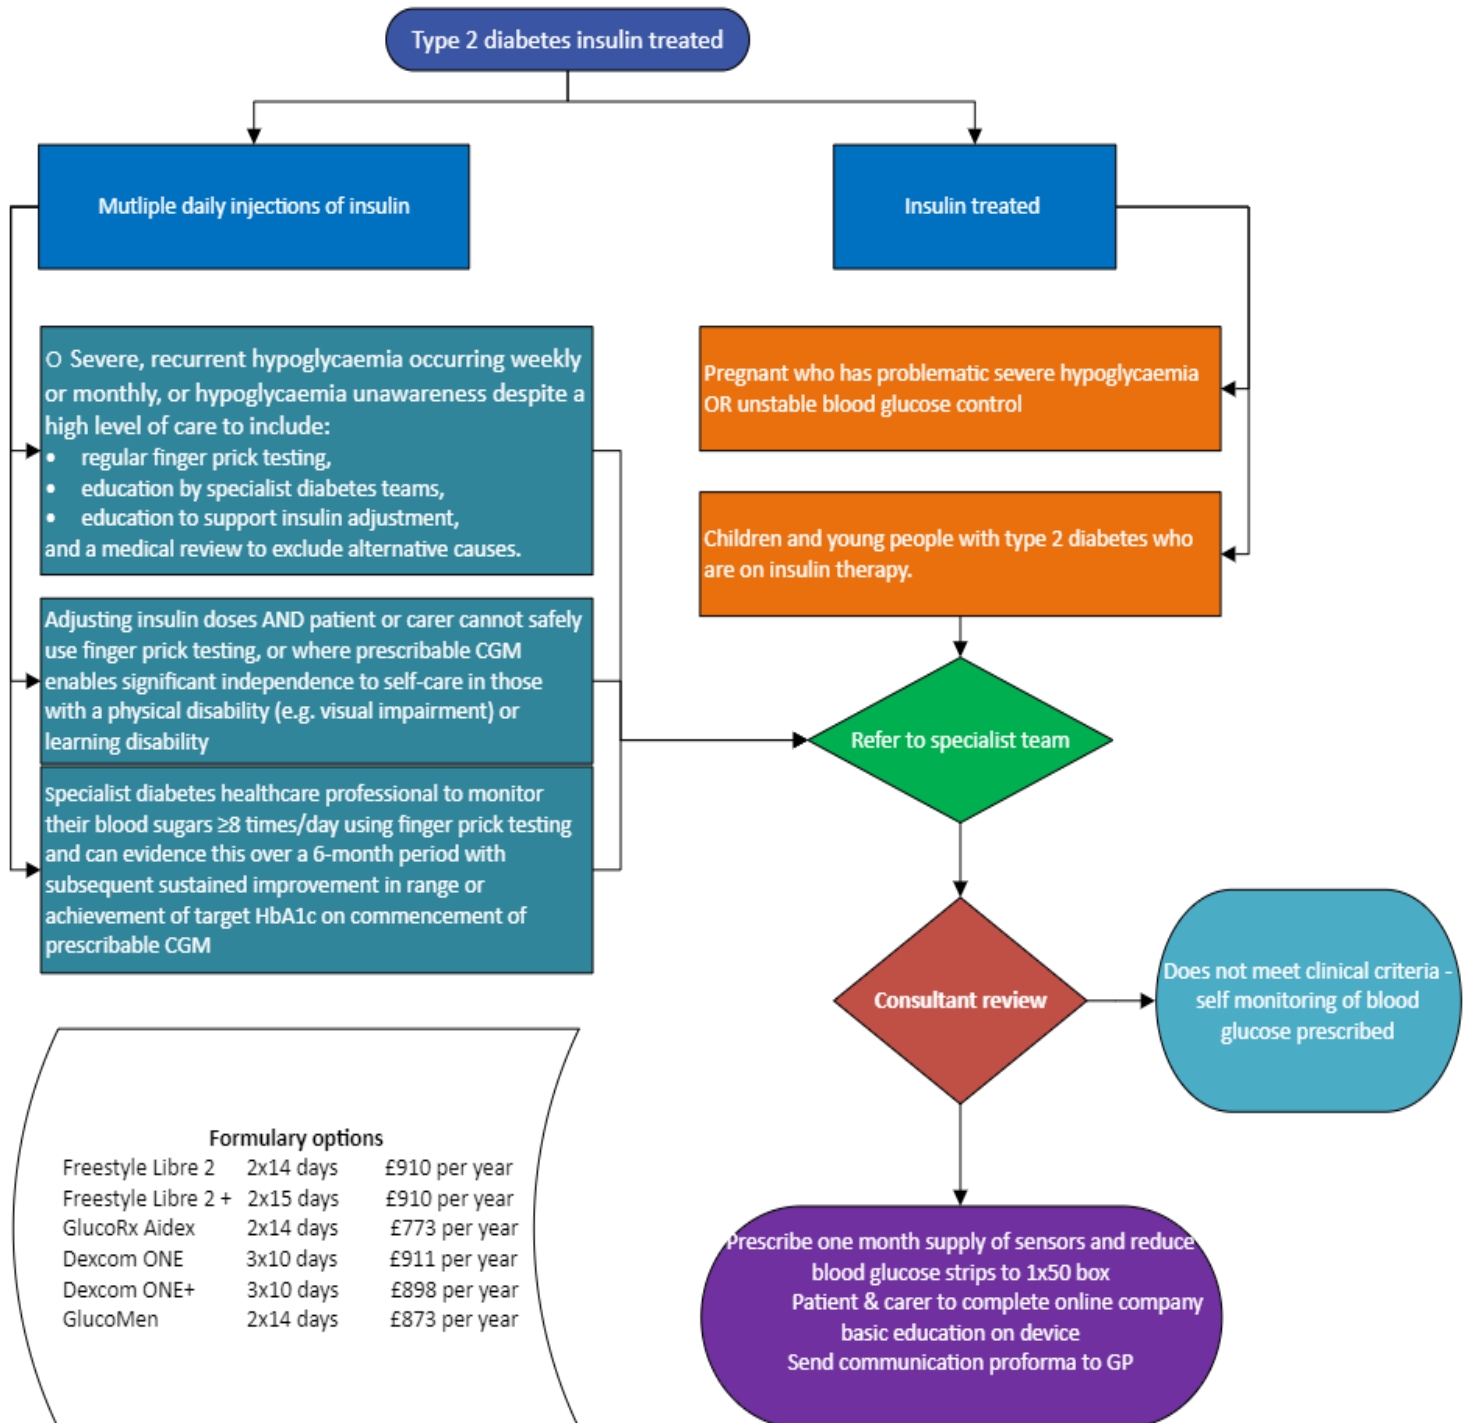 Type 2 diabetes insulin treated
Mutliple daily injections of insulin
Insulin treated
O Severe, recurrent hypoglycaemia occurring weekly
or monthly, or hypoglycaemia unawareness despite a
high level of care to include:
• regular finger prick testing,
• education by specialist diabetes teams,
• education to support insulin adjustment,
and a medical review to exclude alternative causes.
Pregnant who has problematic severe hypoglycaemia
OR unstable blood glucose control
Children and young people with type 2 diabetes who
are on insulin therapy.
Adjusting insulin doses AND patient or carer cannot safely
use finger prick testing, or where prescribable CGM
enables significant independence to self-care in those
with a physical disability (e.g. visual impairment) or
learning disability
Refer to specialist team
Specialist diabetes healthcare professional to monitor
their blood sugars ≥8 times/day using finger prick testing
and can evidence this over a 6-month period with
subsequent sustained improvement in range or
achievement of target HbA1c on commencement of
prescribable CGM
Consultant review
Does not meet clinical criteria -
self monitoring of blood
glucose prescribed
Formulary options
Freestyle Libre 2 2x14 days £910 per year
Freestyle Libre 2 + 2x15 days £910 per year
GlucoRx Aidex 2x14 days £773 per year
Dexcom ONE 3x10 days £911 per year
Dexcom ONE+ 3x10 days £898 per year
GlucoMen 2x14 days £873 per year
Prescribe one month supply of sensors and reduce
blood glucose strips to 1x50 box
Patient & carer to complete online company
basic education on device
Send communication proforma to GP